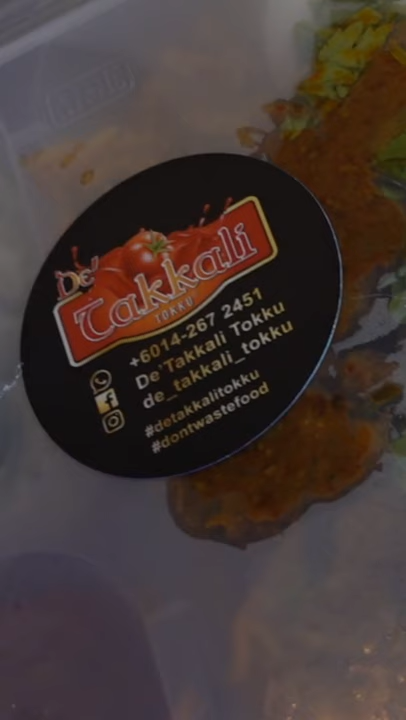 De'
Takkali
TOKKU
+6014-267 2451
De'Takkali Tokku
de_takkali_tokku
#detakkalitokku
#dontwastefood